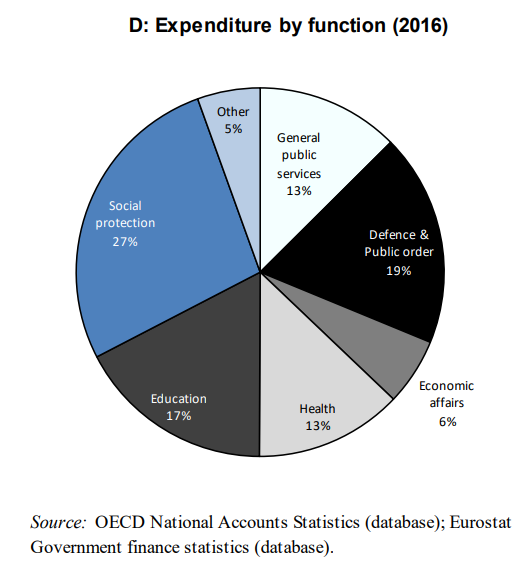 D: Expenditure by function (2016)
Other
5%
General
public
services
13%
Social
protection
27%
Defence &
Public order
19%
Economic
affairs
6%
Education
17%
Health
13%
Source: OECD National Accounts Statistics (database); Eurostat
Government finance statistics (database).